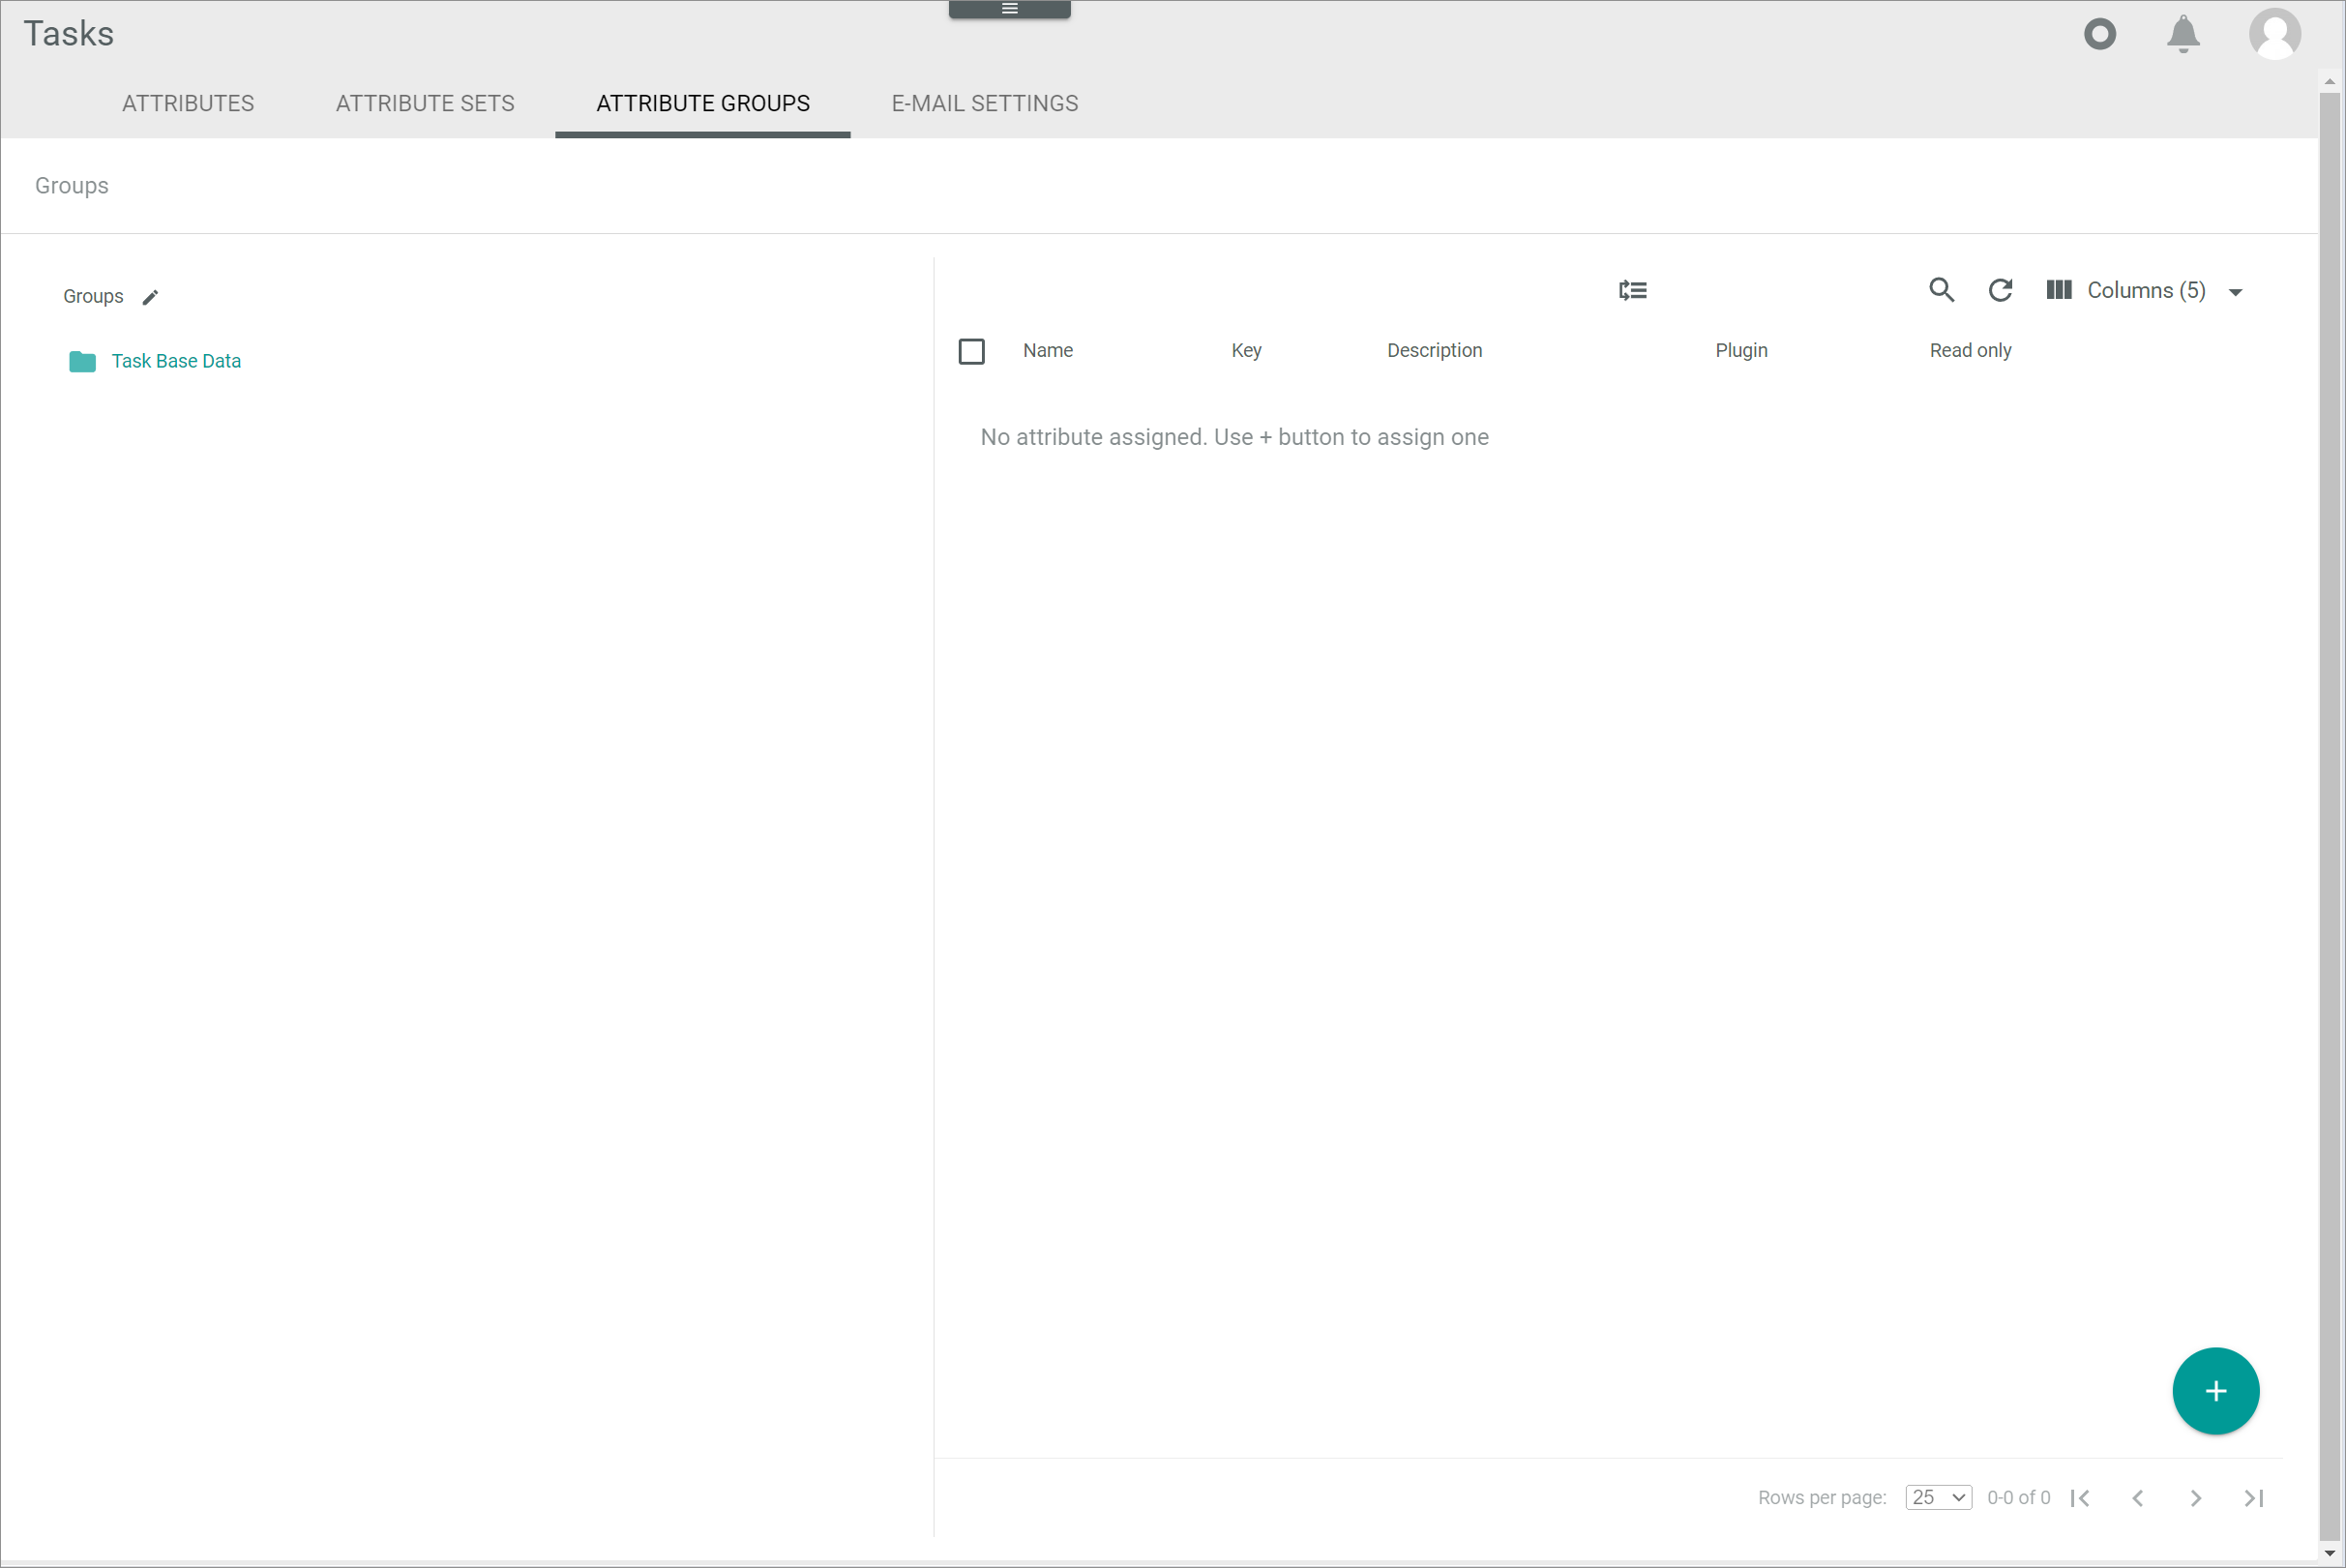 Tasks
ATTRIBUTES ATTRIBUTE SETS ATTRIBUTE GROUPS E-MAIL SETTINGS
Groups
Groups
Task Base Data
Columns (5)
Name Key Description Plugin Read only
No attribute assigned. Use + button to assign one
+
Rows per page: 25 0-0 of 0